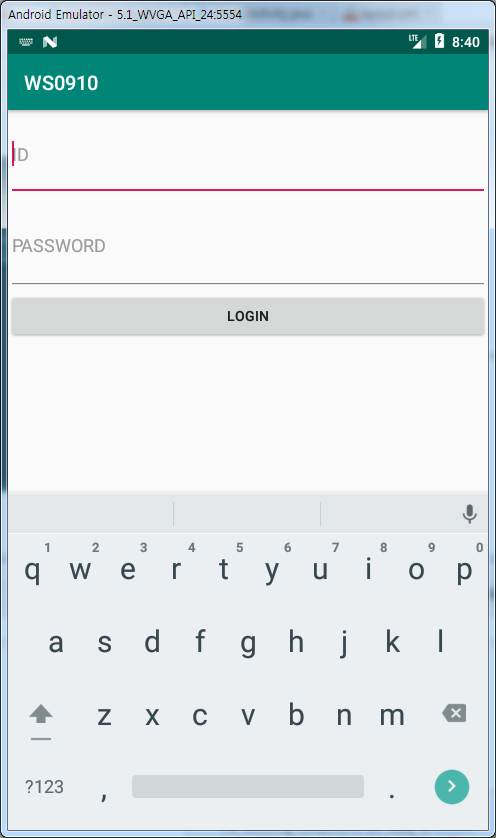 Android Emulator - 5.1_WVGA_API_24:5554
LTE 8:40
WS0910
ID
PASSWORD
LOGIN
1 2 3 4 5 6 7 8 9 0
q w e r t y u i o p
a s d f g h j k l
z x c v b n m
?123 , .